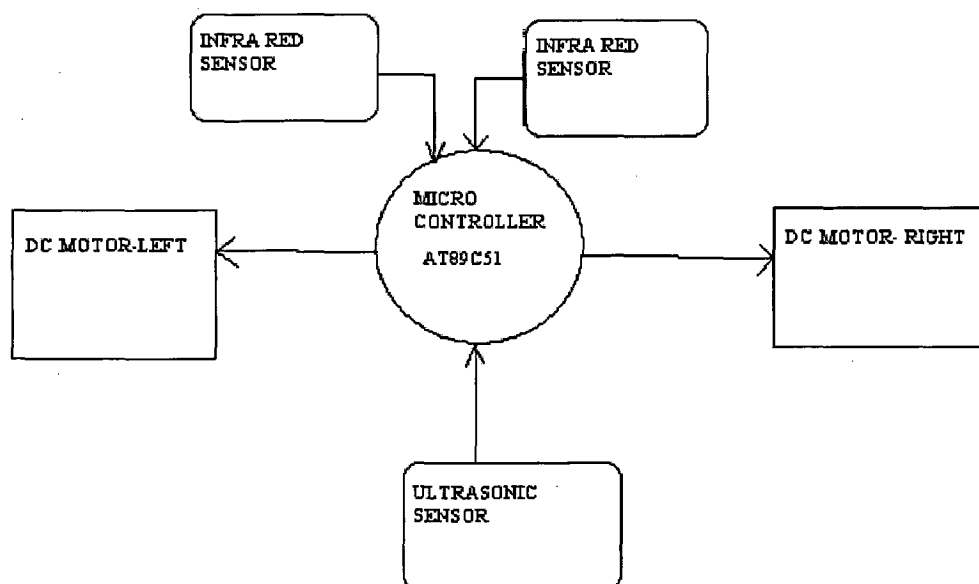 INFRA RED
SENSOR
INFRA RED
SENSOR
MICRO
CONTROLLER
AT89C51
DC MOTOR-LEFT
DC MOTOR- RIGHT
ULTRASONIC
SENSOR